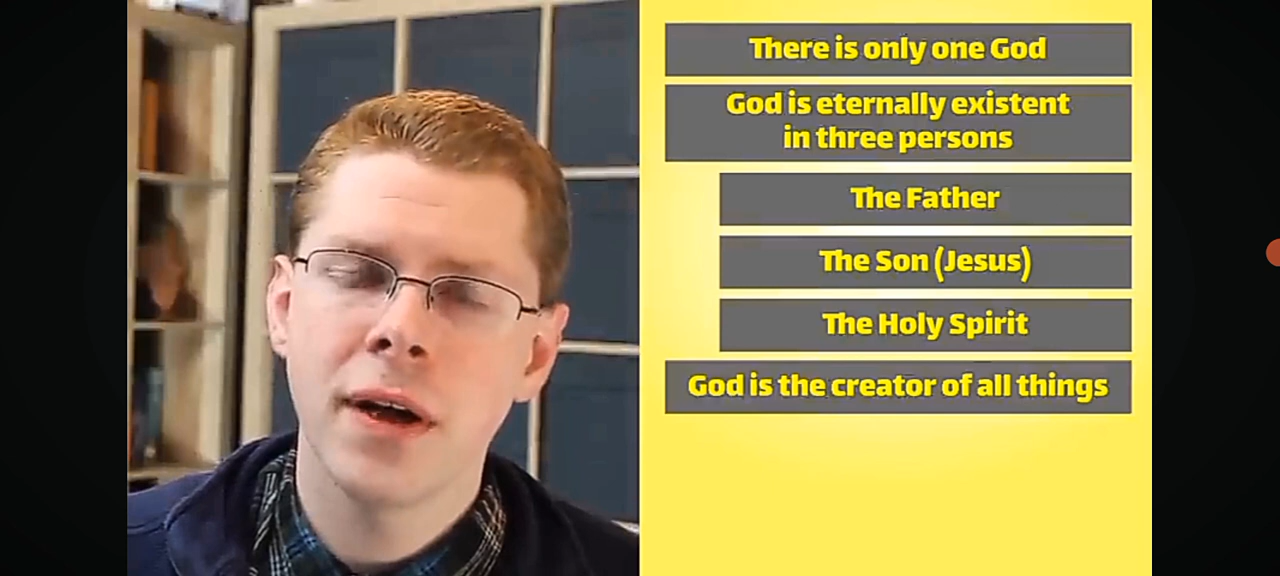 There is only one God
God is eternally existent
in three persons
The Father
The Son (Jesus)
The Holy Spirit
God is the creator of all things